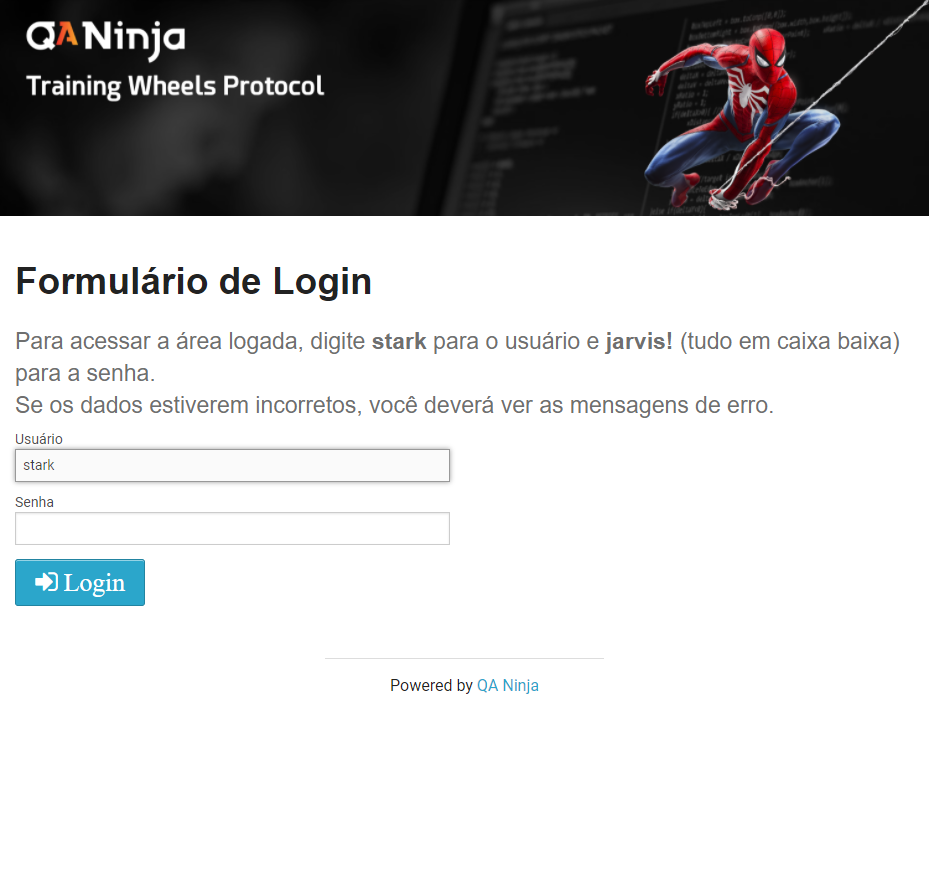 QANinja
Training Wheels Protocol
Formulário de Login
Para acessar a área logada, digite stark para o usuário e jarvis! (tudo em caixa baixa)
para a senha.
Se os dados estiverem incorretos, você deverá ver as mensagens de erro.
Usuário
stark
Senha
Login
Powered by QA Ninja